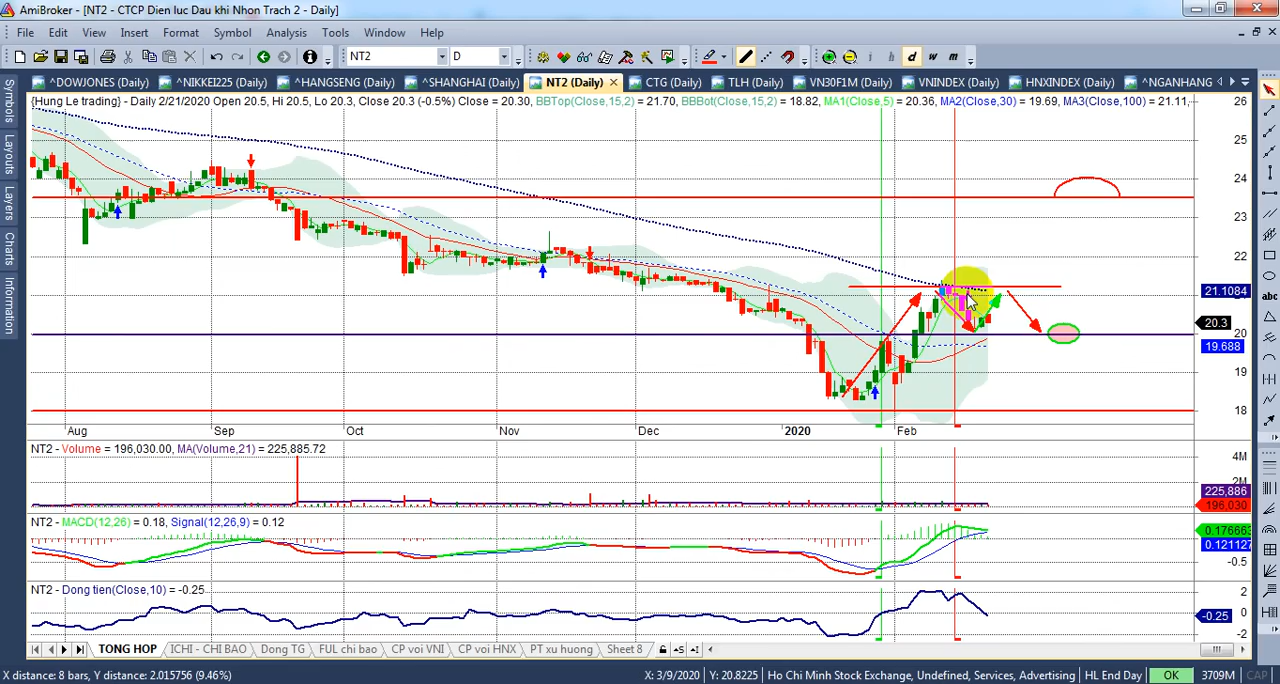 AmiBroker - [NT2 - CTCP Dien luc Dau khi Nhon Trach 2 - Daily]
File Edit View Insert Format Symbol Analysis Tools Window Help
NT2 D i h d w m
^DOWJONES (Daily) ^NIKKEI225 (Daily) ^HANGSENG (Daily) ^SHANGHAI (Daily) NT2 (Daily) CTG (Daily) TLH (Daily) VN30F1M (Daily) VNINDEX (Daily) HNXINDEX (Daily) ^NGANHANG
{Hung Le trading} - Daily 2/21/2020 Open 20.5, Hi 20.5, Lo 20.3, Close 20.3 (-0.5%) Close = 20.30, BBTop(Close,15,2) = 21.70, BBBot(Close,15,2) = 18.82, MA1(Close,5) = 20.36, MA2(Close,30) = 19.69, MA3(Close,100) = 21.11,
Symbols
Layouts
Layers
Charts
Information
abc
26
25
24
23
22
21.1084
20.3
20
19.688
19
18
Aug Sep Oct Nov Dec 2020 Feb
NT2 - Volume = 196,030.00, MA(Volume,21) = 225,885.72
4M
2M
225,886
196,030
NT2 - MACD(12,26) = 0.18, Signal(12,26,9) = 0.12
0.176663
0.121127
-0.5
NT2 - Dong tien(Close,10) = -0.25
2
0
-0.25
-2
TONG HOP ICHI - CHI BAO Dong TG FUL chi bao CP voi VNI CP voi HNX PT xu huong Sheet 8
X distance: 8 bars, Y distance: 2.015756 (9.46%) X: 3/9/2020 Y: 20.8225 Ho Chi Minh Stock Exchange, Undefined, Services, Advertising HL End Day OK 3709M CAP